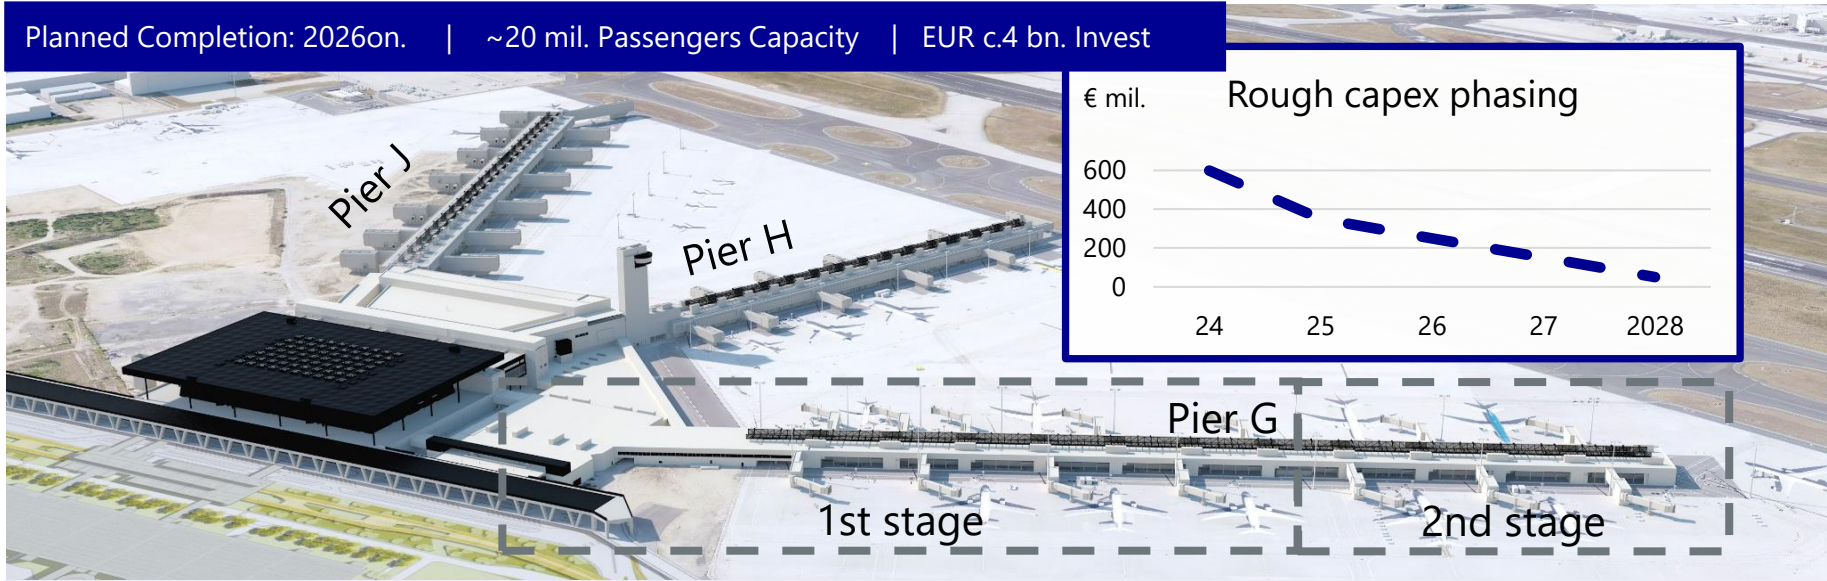 Planned Completion: 2026on. | ~20 mil. Passengers Capacity | EUR c.4 bn. Invest
€ mil.
Rough capex phasing
600
400
200
0
24 25 26 27 2028
Pier J
Pier H
Pier G
1st stage
2nd stage